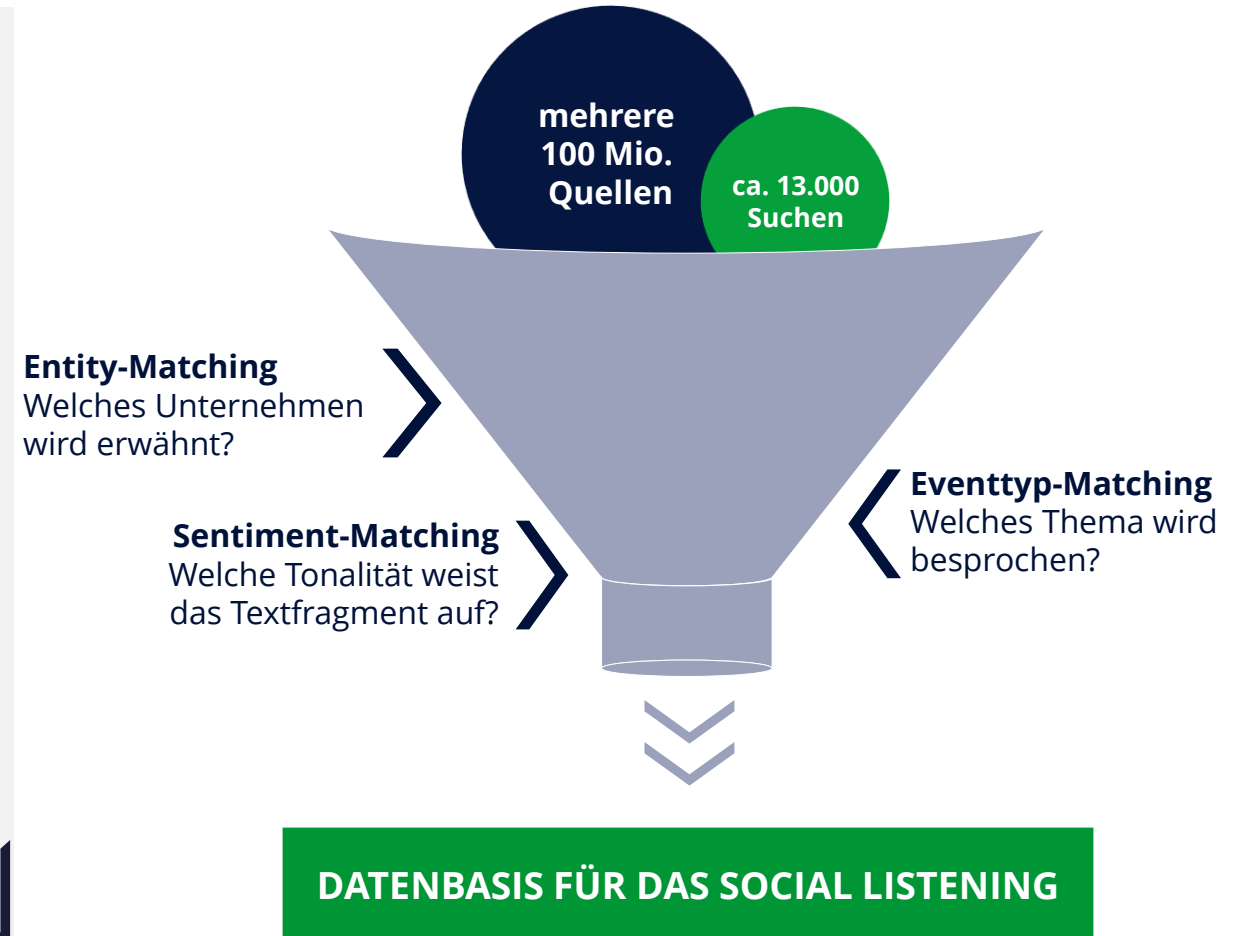 mehrere
100 Mio.
Quellen
ca. 13.000
Suchen
Entity-Matching
Welches Unternehmen
wird erwähnt?
Eventtyp-Matching
Welches Thema wird
besprochen?
Sentiment-Matching
Welche Tonalität weist
das Textfragment auf?
DATENBASIS FÜR DAS SOCIAL LISTENING